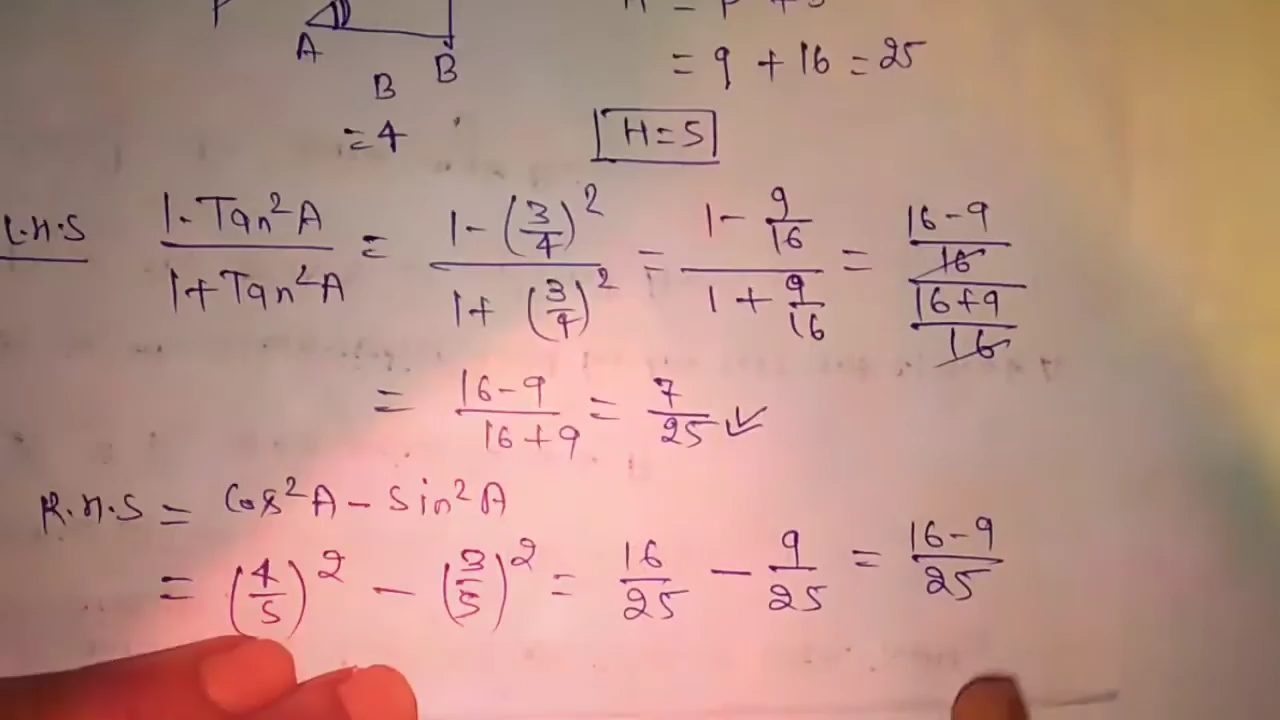 P
A
B
B
= 4
= 9 + 16 = 25
H = 5
L.H.S (1 - Tan²A)/(1 + Tan²A) = (1 - (3/4)²)/(1 + (3/4)²) = (1 - 9/16)/(1 + 9/16) = ((16-9)/16)/((16+9)/16)
= (16-9)/(16+9) = 7/25 ✓
R.H.S = Cos²A - Sin²A
= (4/5)² - (3/5)² = 16/25 - 9/25 = (16-9)/25